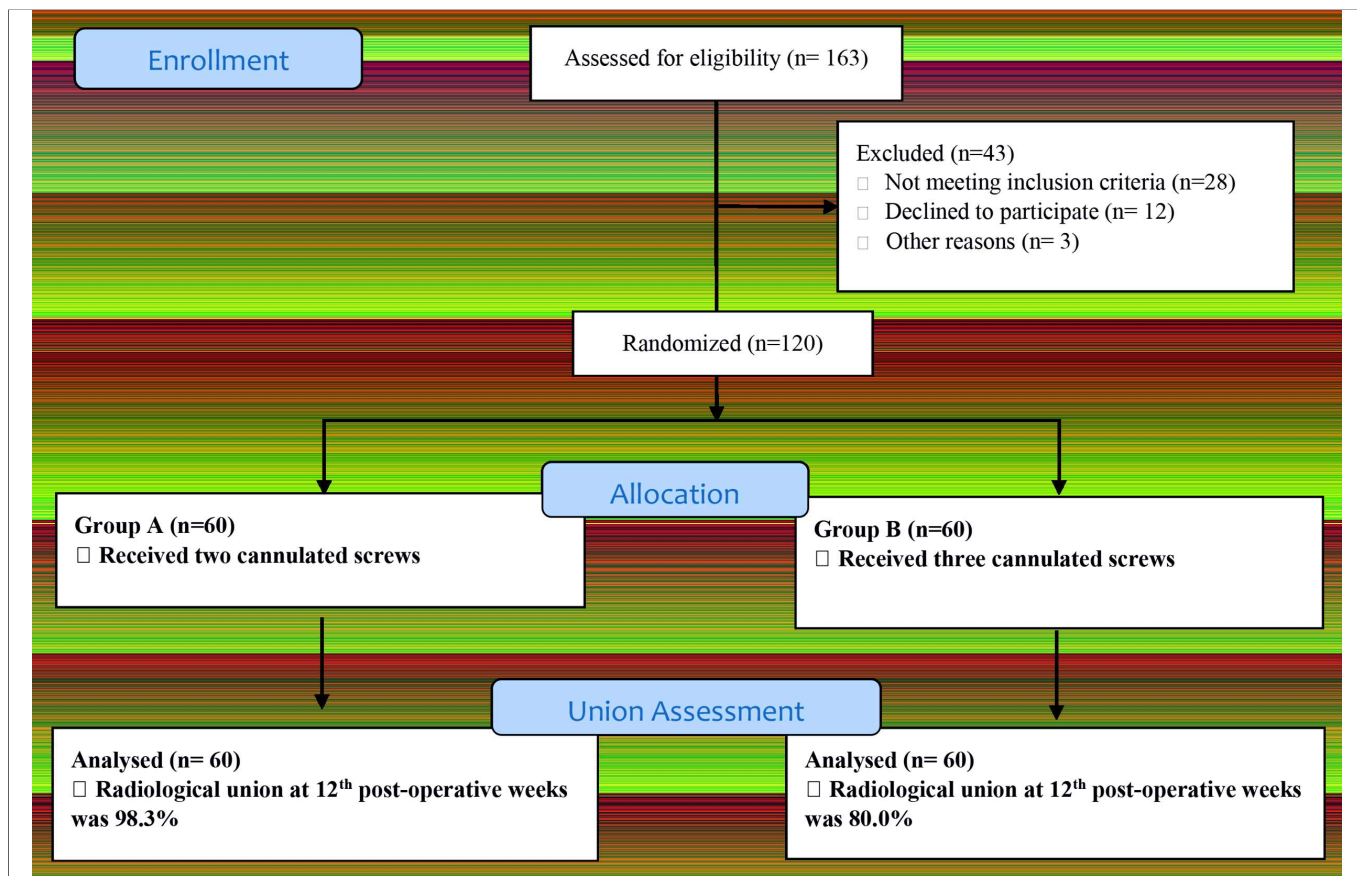 Enrollment
Assessed for eligibility (n= 163)
Excluded (n=43)
□ Not meeting inclusion criteria (n=28)
□ Declined to participate (n= 12)
□ Other reasons (n= 3)
Randomized (n=120)
Allocation
Group A (n=60)
□ Received two cannulated screws
Group B (n=60)
□ Received three cannulated screws
Union Assessment
Analysed (n= 60)
□ Radiological union at 12th post-operative weeks
was 98.3%
Analysed (n= 60)
□ Radiological union at 12th post-operative weeks
was 80.0%